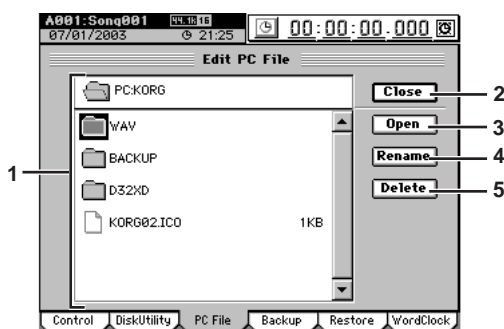 A001:Song001 44.1k 16
07/01/2003 21:25 00:00:00.000
Edit PC File
PC:KORG
Close 2
WAV
Open 3
BACKUP
Rename 4
1
D32XD
Delete 5
KORG02.ICO 1KB
Control DiskUtility PC File Backup Restore WordClock